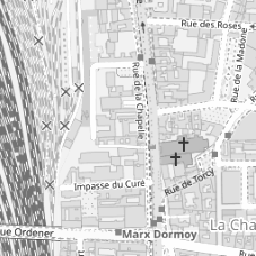 Rue des Roses
Rue de la Madone
Rue de la Chapelle
Impasse du Curé
Rue de Torcy
La Cha
ue Ordener
Marx Dormoy